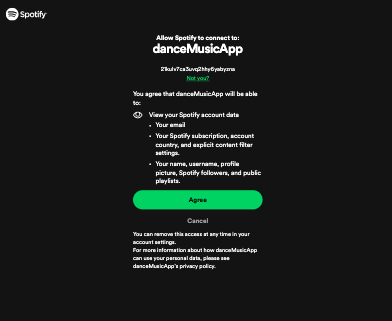 Spotify
Allow Spotify to connect to:
danceMusicApp
21kulv7ca3uvq2hhy6yabyzna
Not you?
You agree that danceMusicApp will be able
to:
View your Spotify account data
• Your email
• Your Spotify subscription, account
country, and explicit content filter
settings.
• Your name, username, profile
picture, Spotify followers, and public
playlists.
Agree
Cancel
You can remove this access at any time in your
account settings.
For more information about how danceMusicApp
can use your personal data, please see
danceMusicApp's privacy policy.